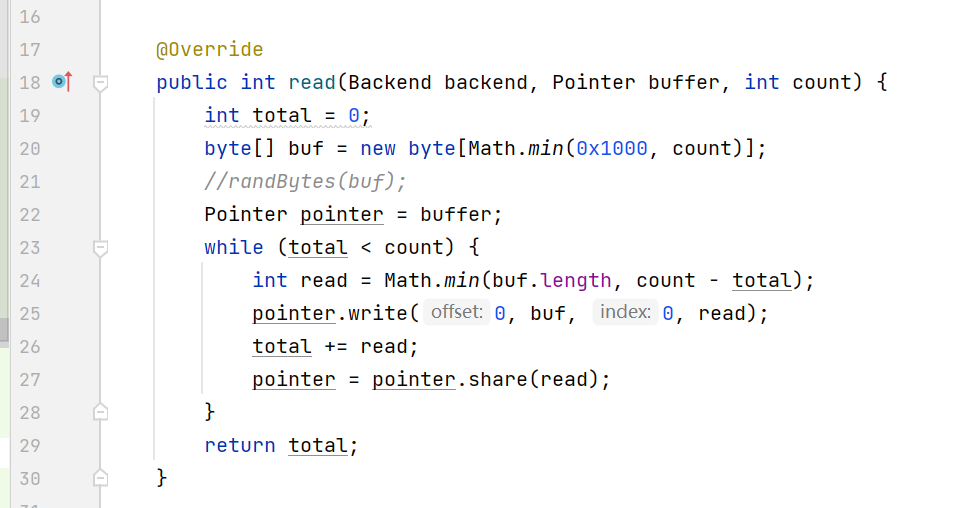 16
17 @Override
18 public int read(Backend backend, Pointer buffer, int count) {
19 int total = 0;
20 byte[] buf = new byte[Math.min(0x1000, count)];
21 //randBytes(buf);
22 Pointer pointer = buffer;
23 while (total < count) {
24 int read = Math.min(buf.length, count - total);
25 pointer.write( offset: 0, buf, index: 0, read);
26 total += read;
27 pointer = pointer.share(read);
28 }
29 return total;
30 }